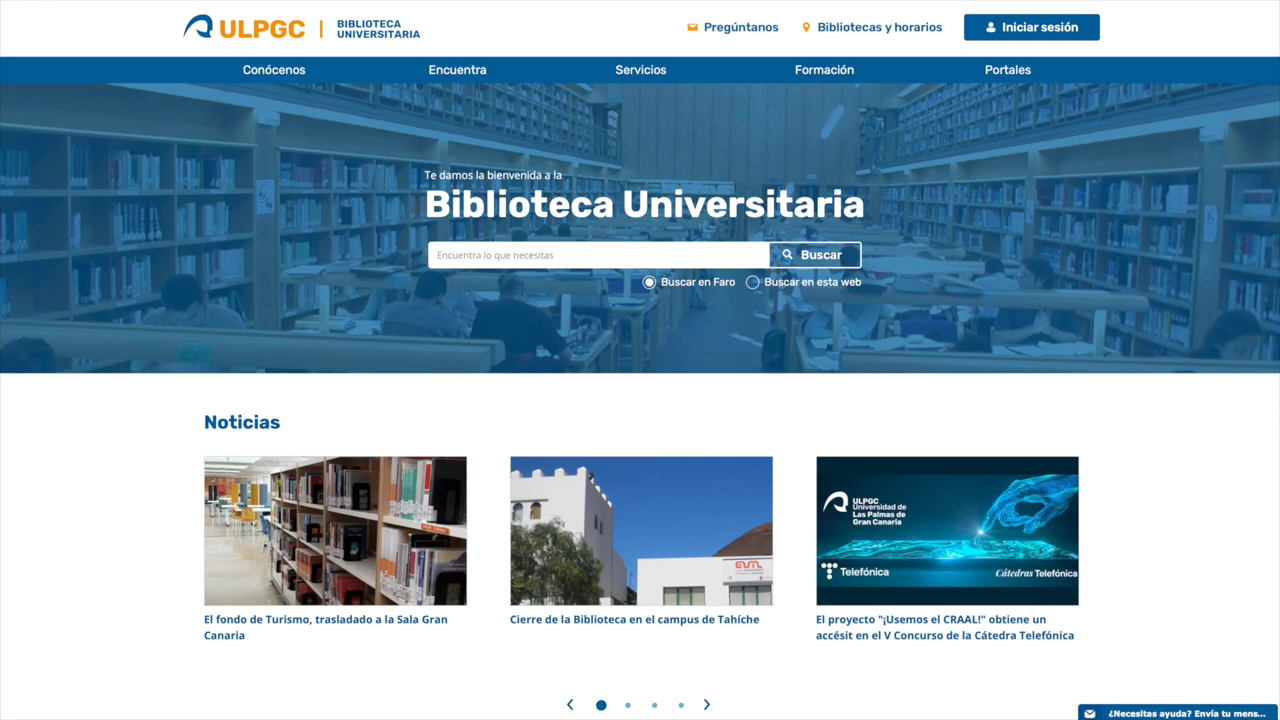 ULPGC
BIBLIOTECA
UNIVERSITARIA
Pregúntanos
Bibliotecas y horarios
Iniciar sesión
Conócenos
Encuentra
Servicios
Formación
Portales
Te damos la bienvenida a la
Biblioteca Universitaria
Encuentra lo que necesitas
Buscar
Buscar en Faro
Buscar en esta web
Noticias
ULPGC
Universidad de
Las Palmas de
Gran Canaria
Telefónica
Cátedras Telefónica
El fondo de Turismo, trasladado a la Sala Gran
Canaria
Cierre de la Biblioteca en el campus de Tahíche
El proyecto "¡Usemos el CRAAL!" obtiene un
accésit en el V Concurso de la Cátedra Telefónica
¿Necesitas ayuda? Envía tu mens...